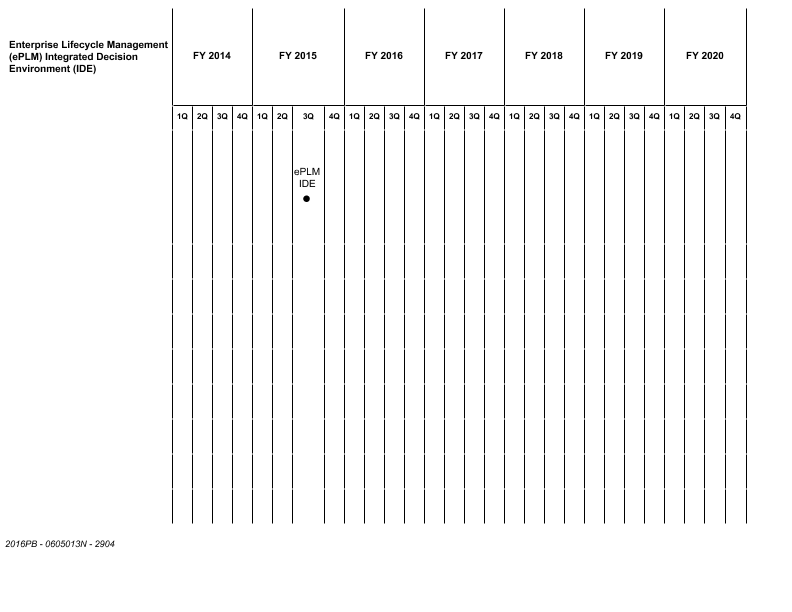 Enterprise Lifecycle Management
(ePLM) Integrated Decision
Environment (IDE)
FY 2014 FY 2015 FY 2016 FY 2017 FY 2018 FY 2019 FY 2020
1Q 2Q 3Q 4Q 1Q 2Q 3Q 4Q 1Q 2Q 3Q 4Q 1Q 2Q 3Q 4Q 1Q 2Q 3Q 4Q 1Q 2Q 3Q 4Q 1Q 2Q 3Q 4Q
ePLM
IDE
2016PB - 0605013N - 2904